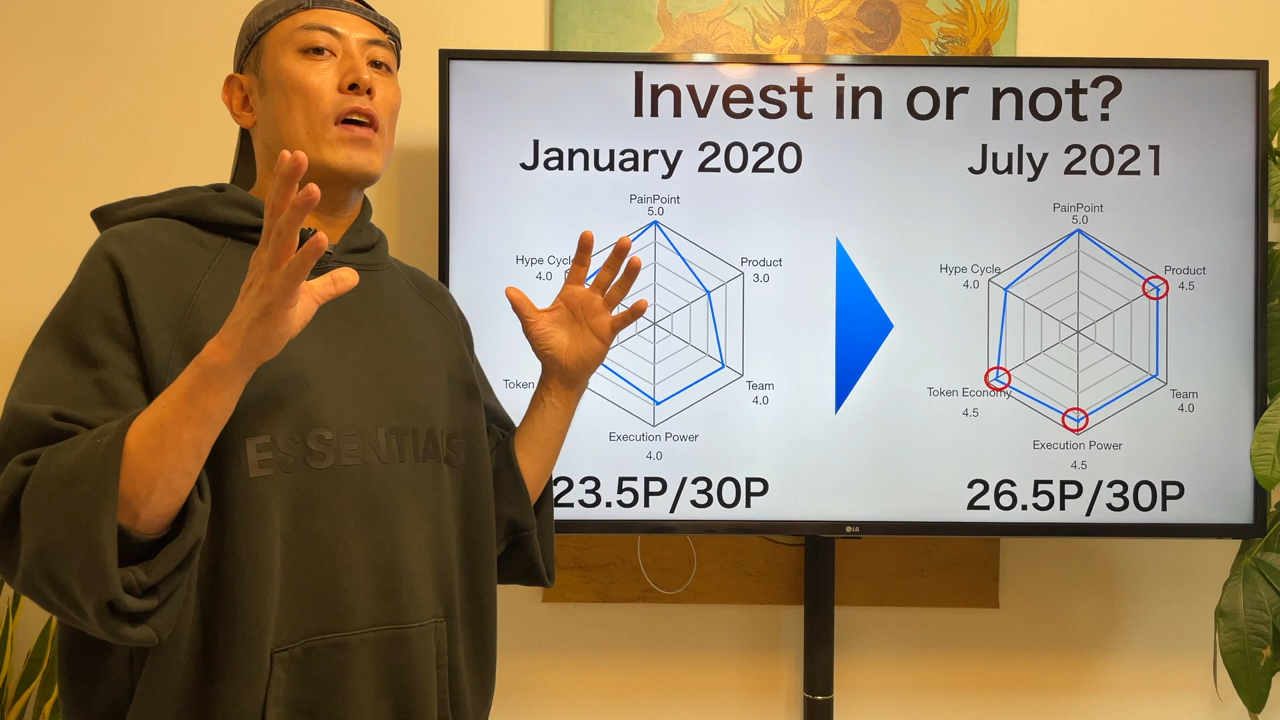 Invest in or not?
January 2020
PainPoint
5.0
Hype Cycle
4.0
Product
3.0
Token
Team
4.0
Execution Power
4.0
23.5P/30P
July 2021
PainPoint
5.0
Hype Cycle
4.0
Product
4.5
Token Economy
4.5
Team
4.0
Execution Power
4.5
26.5P/30P
LG
ESSENTIALS